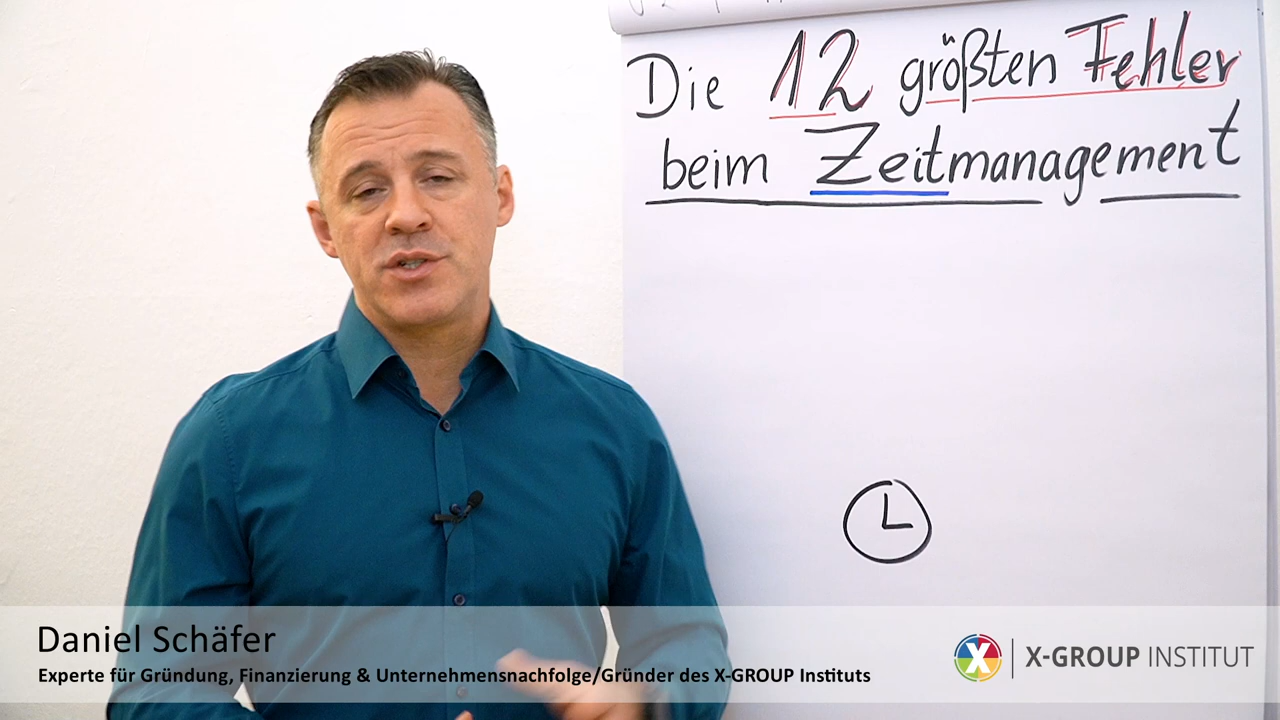 Die 12 größten Fehler
beim Zeitmanagement
Daniel Schäfer
Experte für Gründung, Finanzierung & Unternehmensnachfolge/Gründer des X-GROUP Instituts
X-GROUP INSTITUT